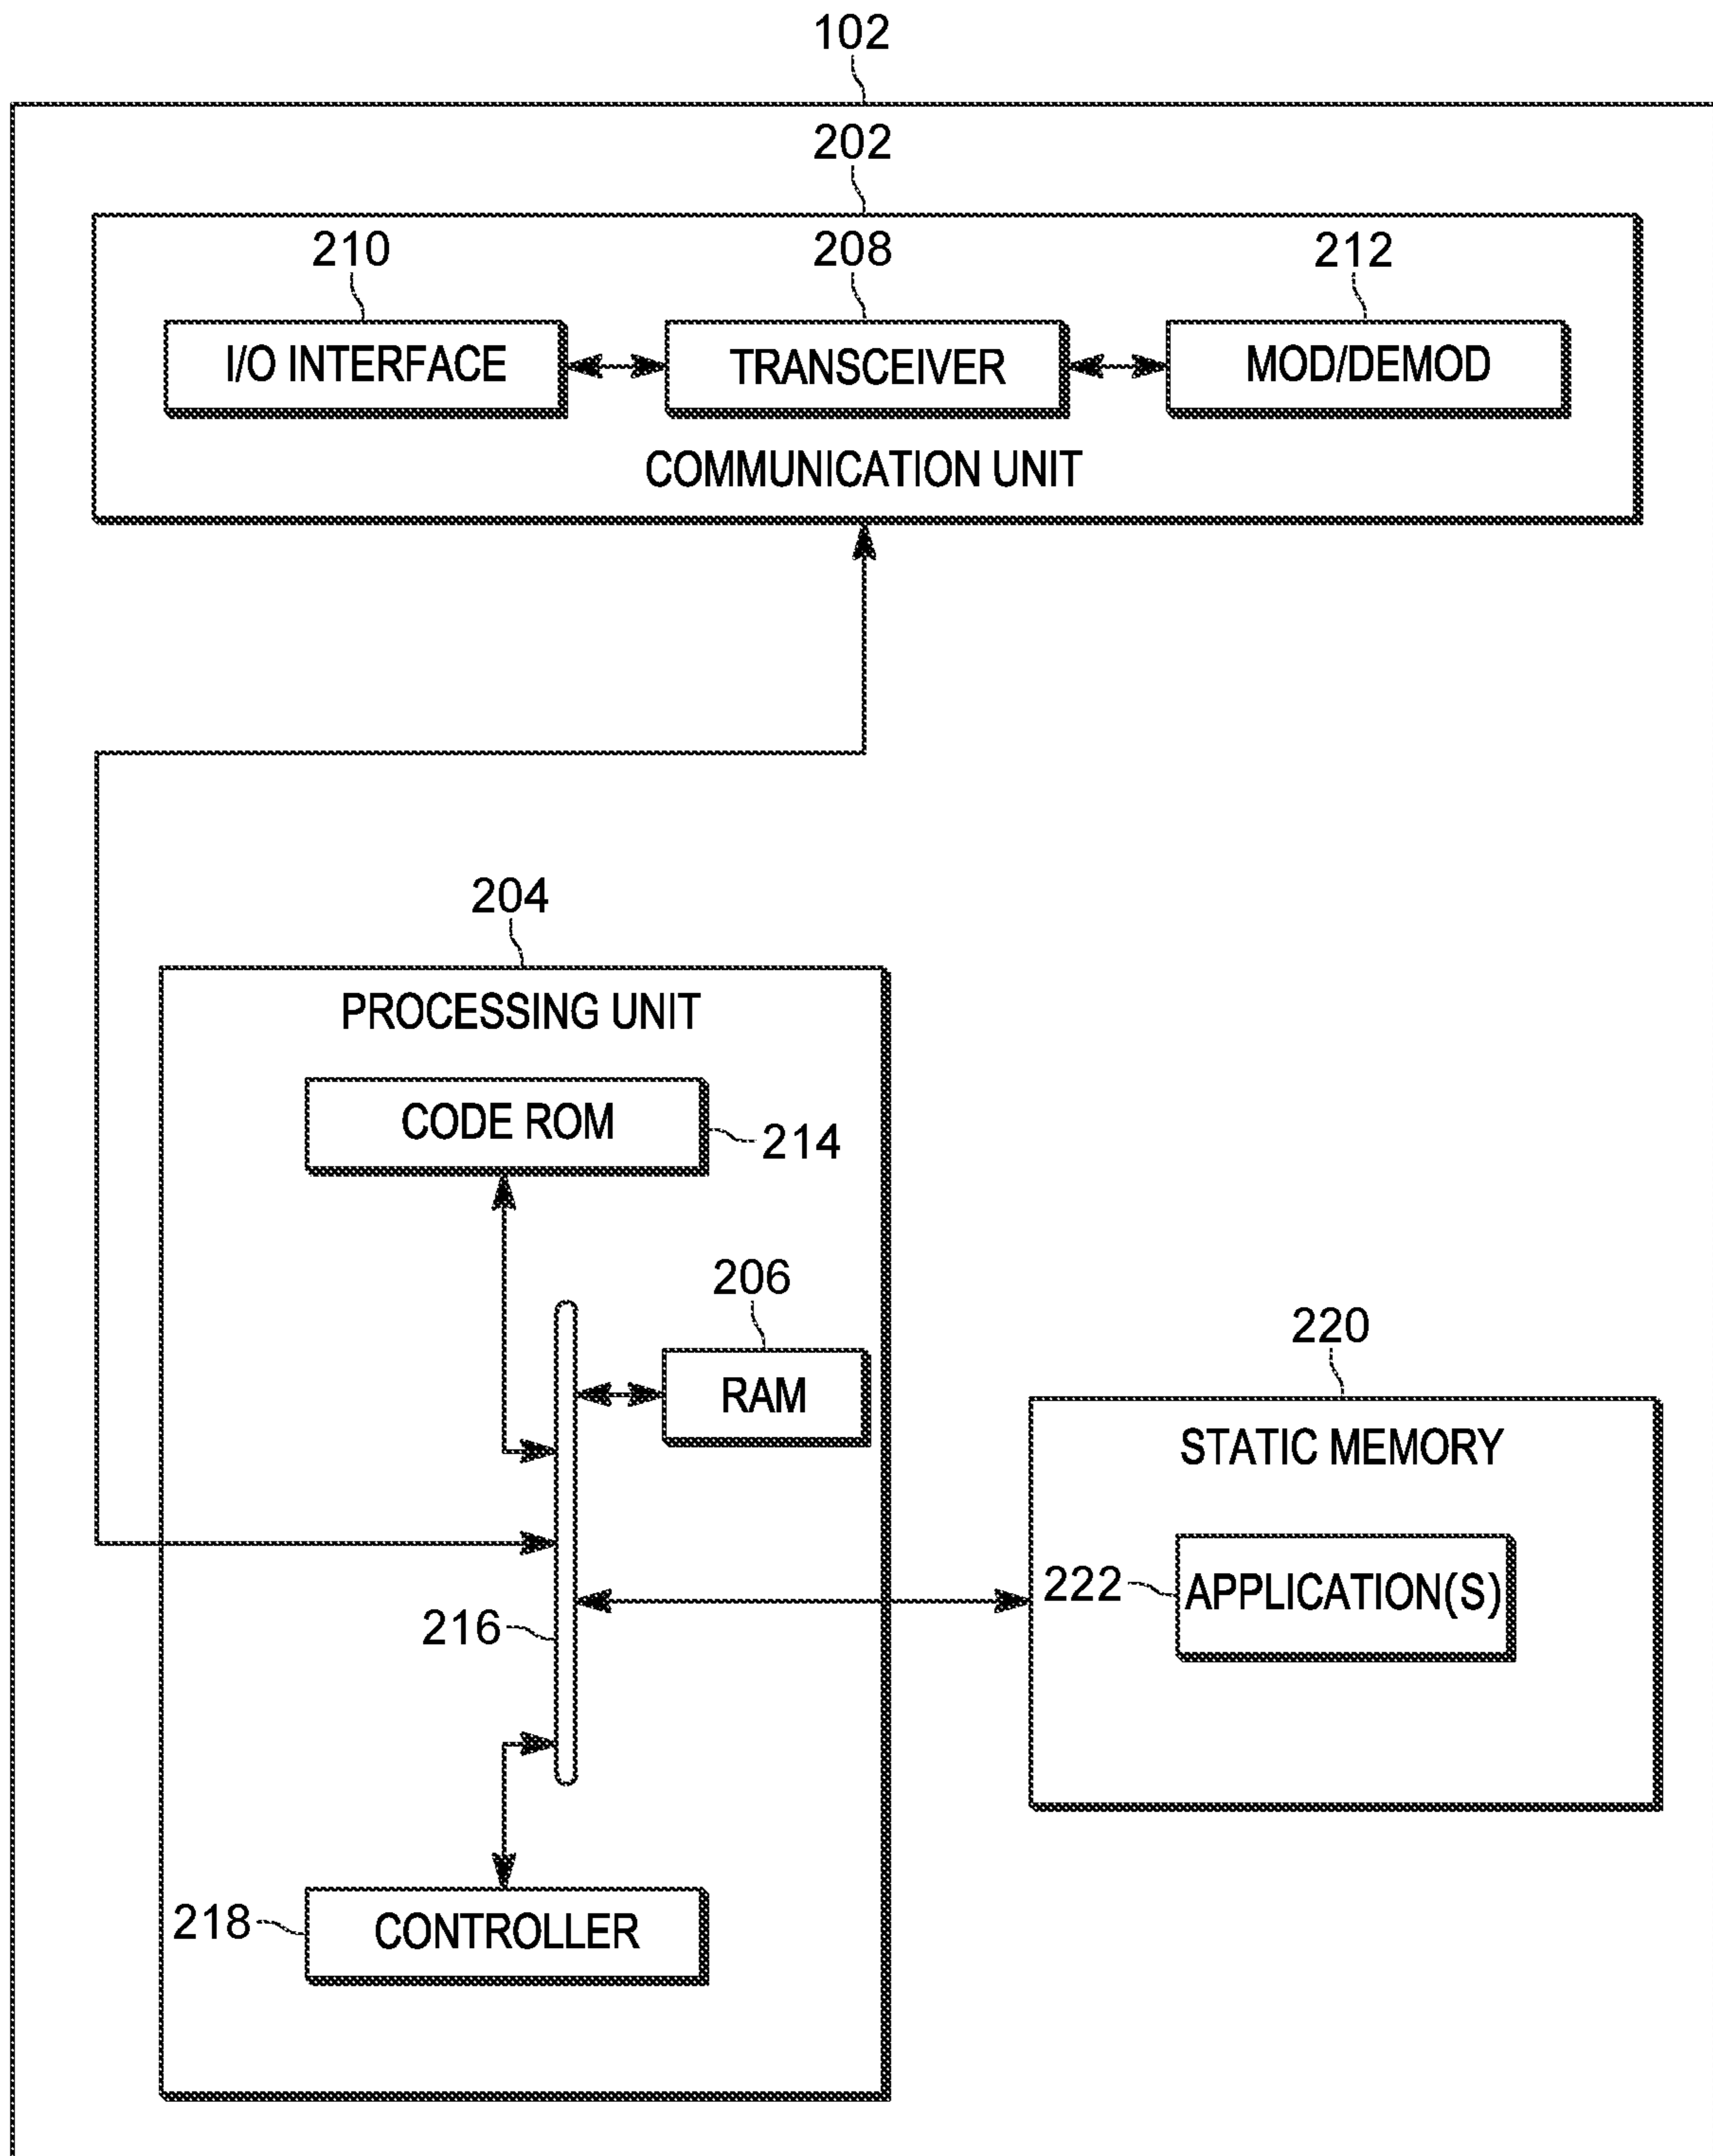 102
202
210
208
212
I/O INTERFACE
TRANSCEIVER
MOD/DEMOD
COMMUNICATION UNIT
204
PROCESSING UNIT
CODE ROM
214
206
RAM
220
STATIC MEMORY
222
APPLICATION(S)
216
218
CONTROLLER